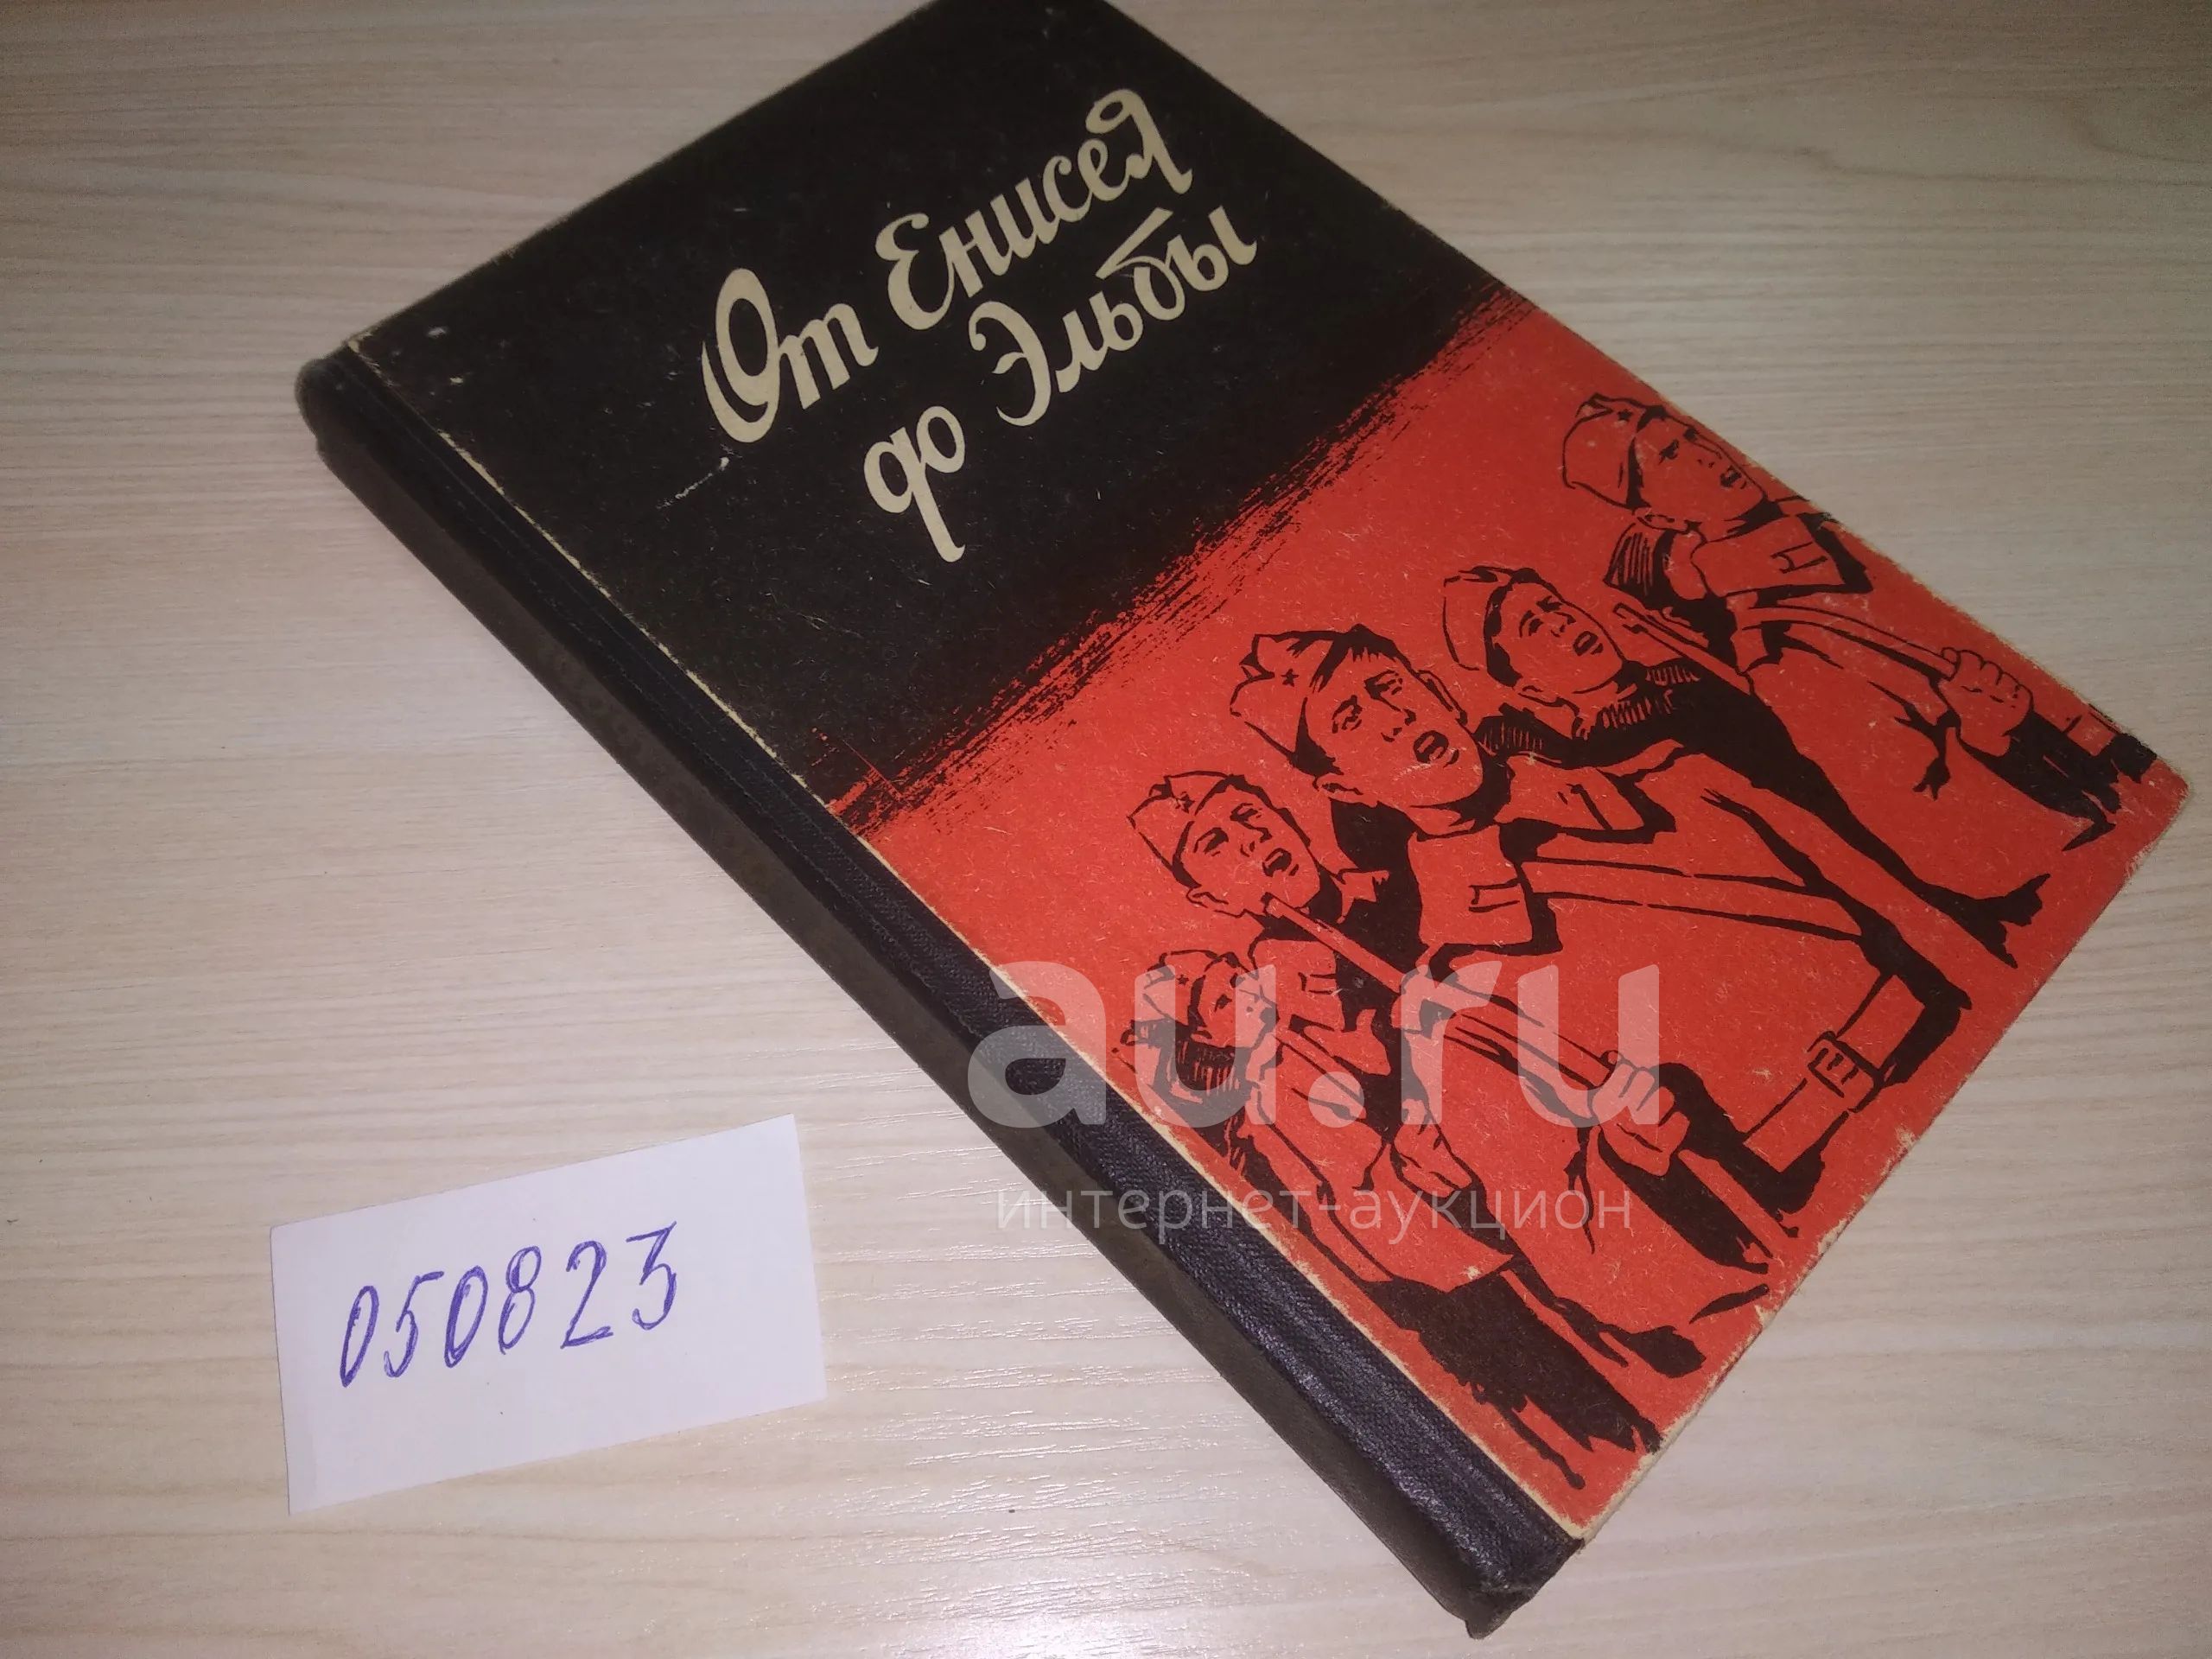 От Енисея
до Эльбы
au.ru
интернет-аукцион
050823